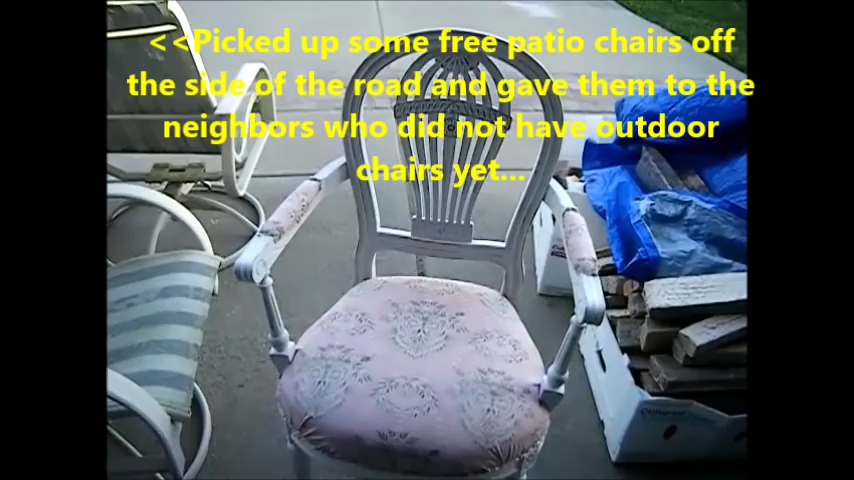 <<Picked up some free patio chairs off
the side of the road and gave them to the
neighbors who did not have outdoor
chairs yet...